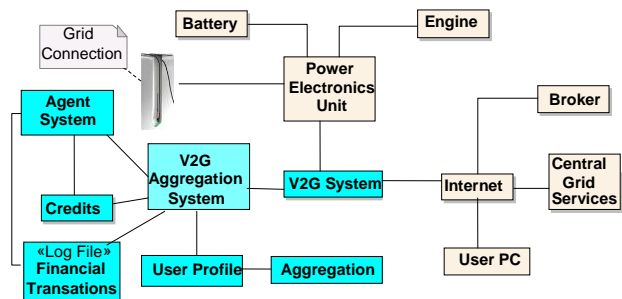 Battery
Engine
Grid
Connection
Power
Electronics
Unit
Agent
System
Broker
V2G
Aggregation
System
V2G System
Internet
Central
Grid
Services
Credits
«Log File»
Financial
Transations
User Profile
Aggregation
User PC